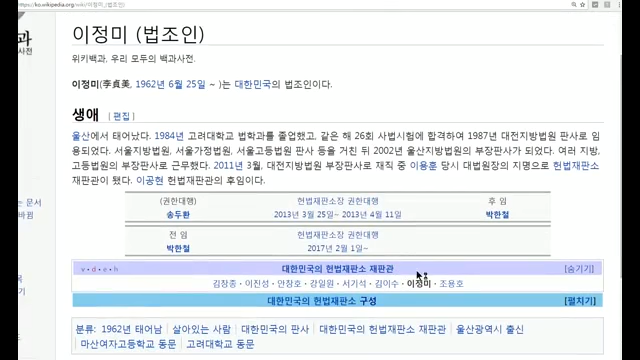 https://ko.wikipedia.org/wiki/이정미_(법조인)
과
사전
이정미 (법조인)
위키백과, 우리 모두의 백과사전.
이정미(李貞美, 1962년 6월 25일 ~ )는 대한민국의 법조인이다.
생애 [편집]
울산에서 태어났다. 1984년 고려대학교 법학과를 졸업했고, 같은 해 26회 사법시험에 합격하여 1987년 대전지방법원 판사로 임
용되었다. 서울지방법원, 서울가정법원, 서울고등법원 판사 등을 거친 뒤 2002년 울산지방법원의 부장판사가 되었다. 여러 지방,
고등법원의 부장판사로 근무했다. 2011년 3월, 대전지방법원 부장판사로 재직 중 이용훈 당시 대법원장의 지명으로 헌법재판소
재판관이 됐다. 이공현 헌법재판관의 후임이다.
(권한대행) 헌법재판소장 권한대행 후 임
송두환 2013년 3월 25일~ 2013년 4월 11일 박한철
전 임 헌법재판소장 권한대행
박한철 2017년 2월 1일~
v • d • e • h 대한민국의 헌법재판소 재판관 [숨기기]
김창종 · 이진성 · 안창호 · 강일원 · 서기석 · 김이수 · 이정미 · 조용호
대한민국의 헌법재판소 구성 [펼치기]
는 문서
바뀜
분류: 1962년 태어남 | 살아있는 사람 | 대한민국의 판사 | 대한민국의 헌법재판소 재판관 | 울산광역시 출신
마산여자고등학교 동문 | 고려대학교 동문